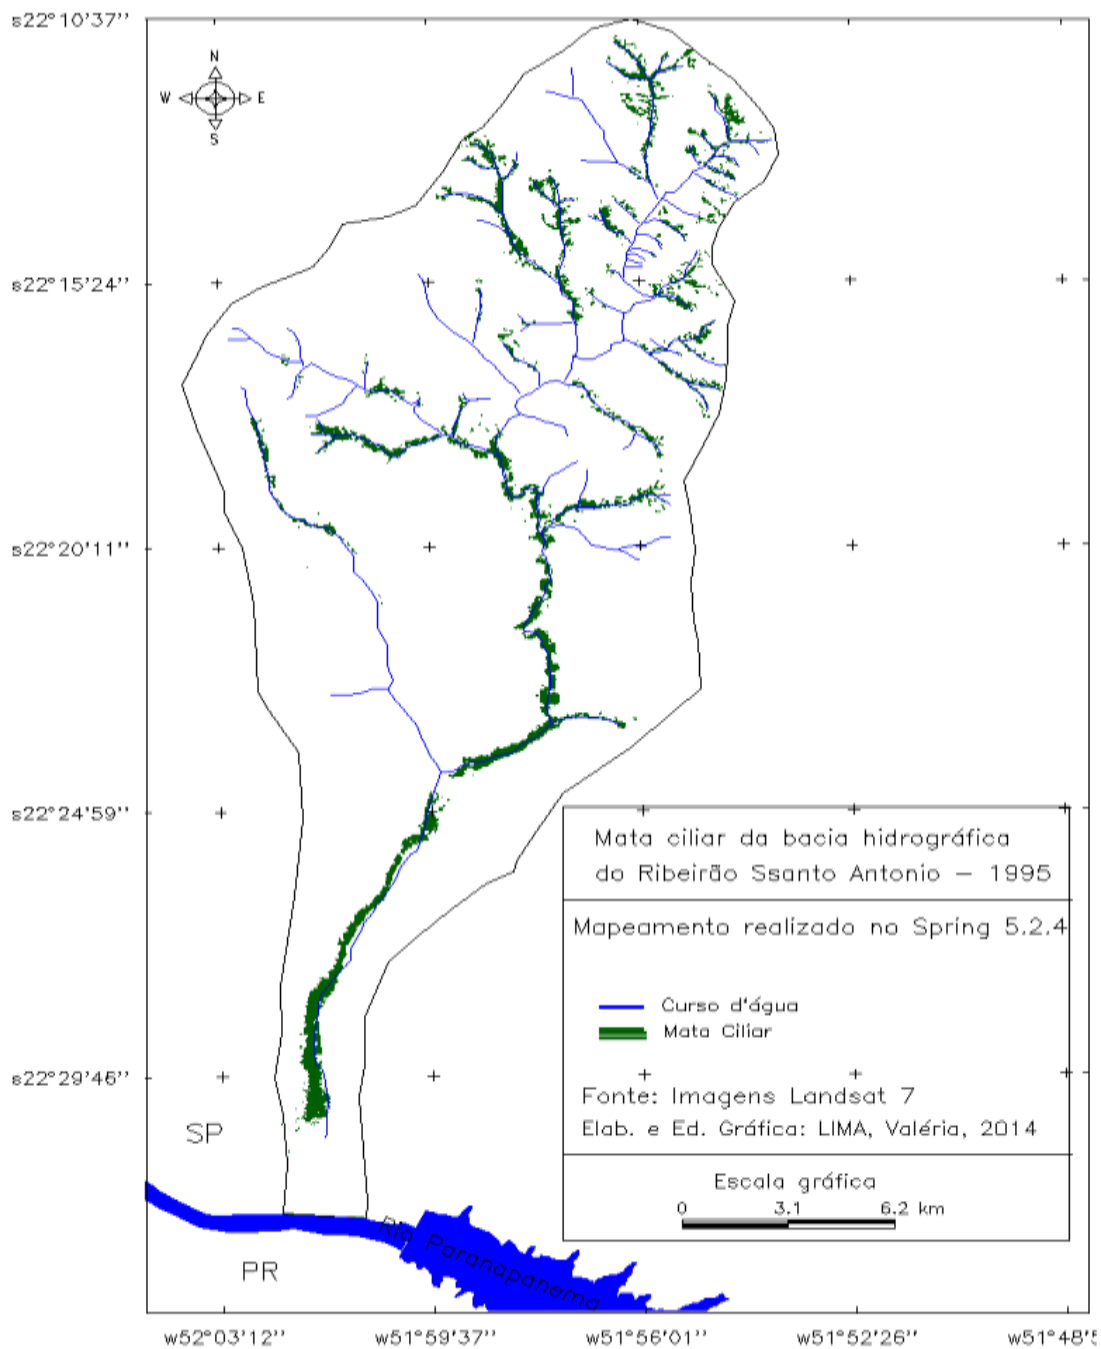 s22°10'37''
N
W E
S
s22°15'24''
s22°20'11''
s22°24'59''
Mata ciliar da bacia hidrográfica
do Ribeirão Ssanto Antonio – 1995
Mapeamento realizado no Spring 5.2.4
Curso d'água
Mata Ciliar
s22°29'46''
Fonte: Imagens Landsat 7
Elab. e Ed. Gráfica: LIMA, Valéria, 2014
SP
Escala gráfica
0 3.1 6.2 km
Rio Paranapanema
PR
w52°03'12'' w51°59'37'' w51°56'01'' w51°52'26'' w51°48'